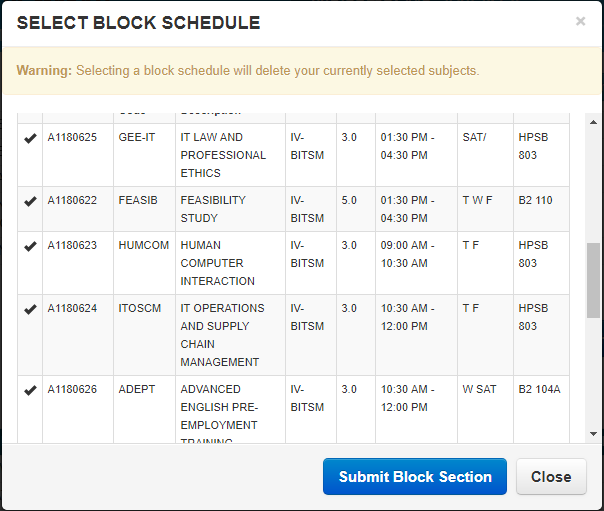 SELECT BLOCK SCHEDULE ×
Warning: Selecting a block schedule will delete your currently selected subjects.
A1180625 GEE-IT IT LAW AND IV- 3.0 01:30 PM - SAT/ HPSB
PROFESSIONAL BITSM 04:30 PM 803
ETHICS
A1180622 FEASIB FEASIBILITY IV- 5.0 01:30 PM - T W F B2 110
STUDY BITSM 04:30 PM
A1180623 HUMCOM HUMAN IV- 3.0 09:00 AM - T F HPSB
COMPUTER BITSM 10:30 AM 803
INTERACTION
A1180624 ITOSCM IT OPERATIONS IV- 3.0 10:30 AM - T F HPSB
AND SUPPLY BITSM 12:00 PM 803
CHAIN
MANAGEMENT
A1180626 ADEPT ADVANCED IV- 3.0 10:30 AM - W SAT B2 104A
ENGLISH PRE- BITSM 12:00 PM
EMPLOYMENT
TRAINING
Submit Block Section Close